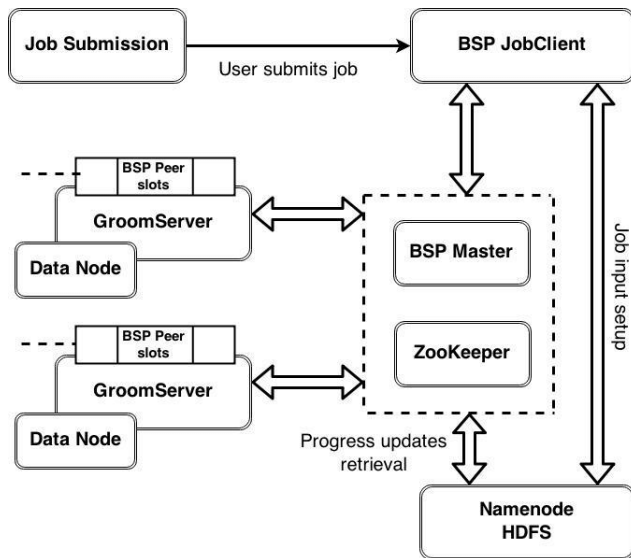 Job Submission
User submits job
BSP JobClient
BSP Peer
slots
GroomServer
Data Node
BSP Peer
slots
GroomServer
Data Node
BSP Master
ZooKeeper
Job input setup
Progress updates
retrieval
Namenode
HDFS